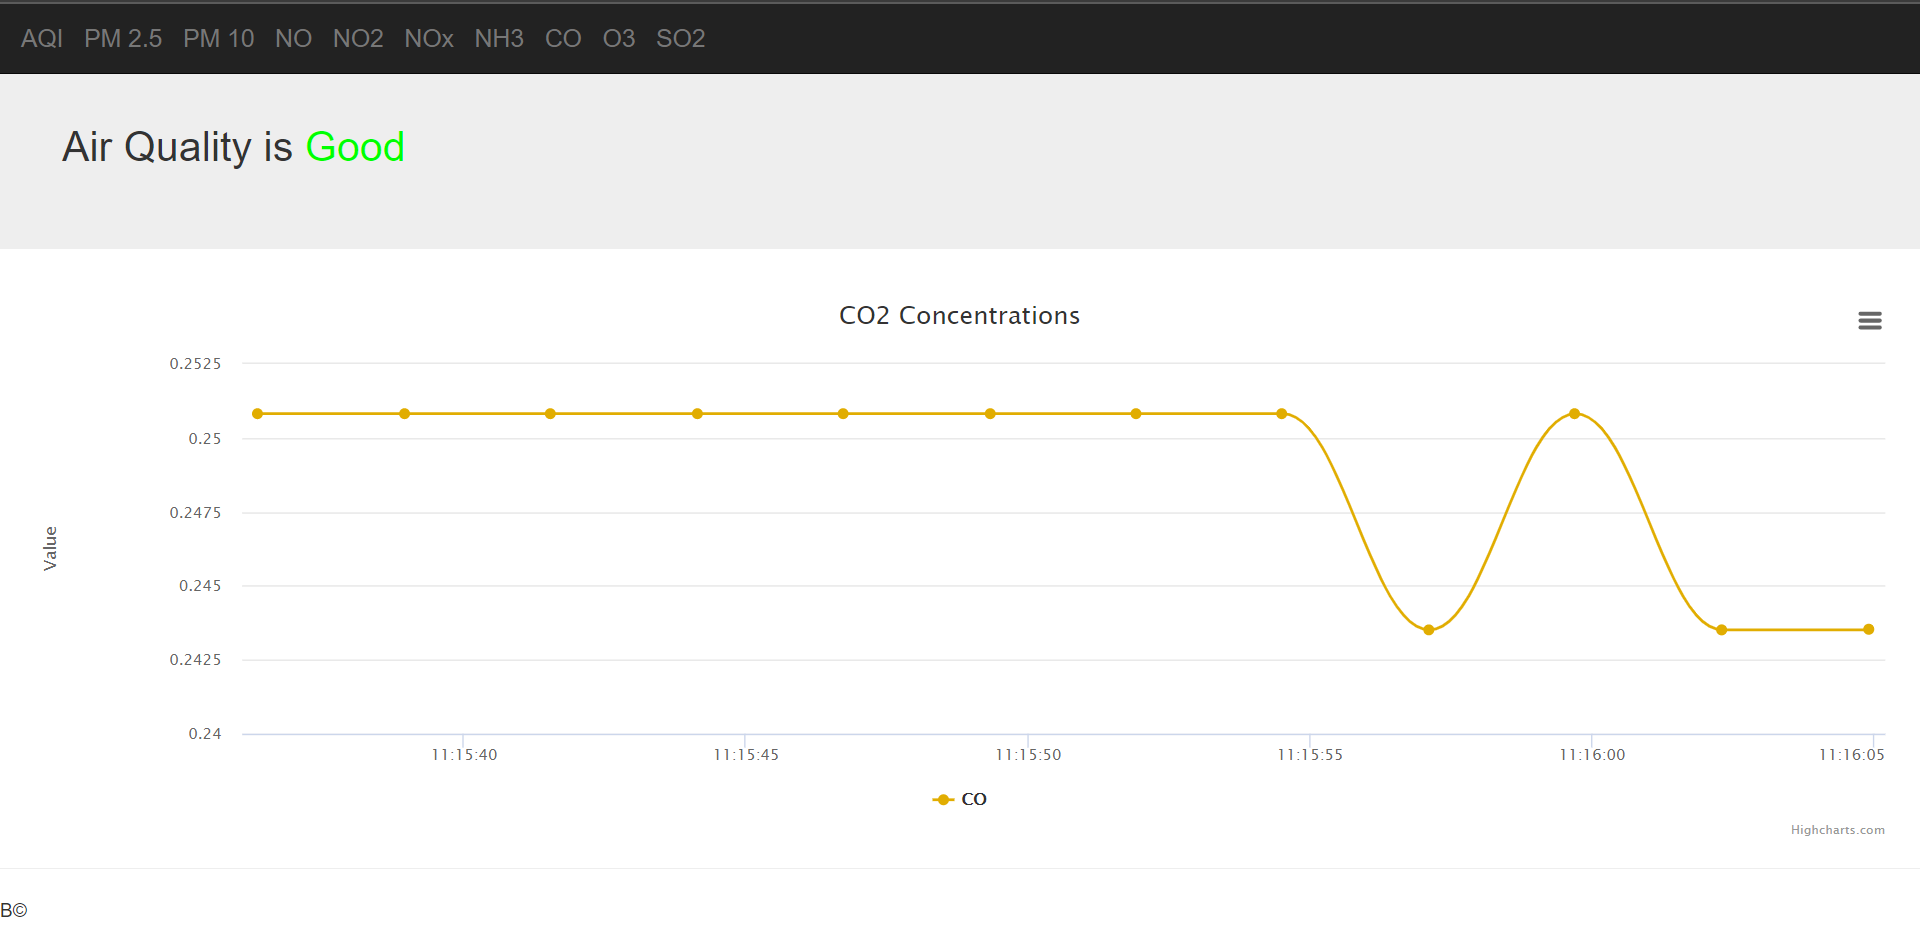 AQI PM 2.5 PM 10 NO NO2 NOx NH3 CO O3 SO2
Air Quality is Good
CO2 Concentrations
0.2525
0.25
0.2475
0.245
0.2425
0.24
Value
11:15:40 11:15:45 11:15:50 11:15:55 11:16:00 11:16:05
CO
Highcharts.com
B©